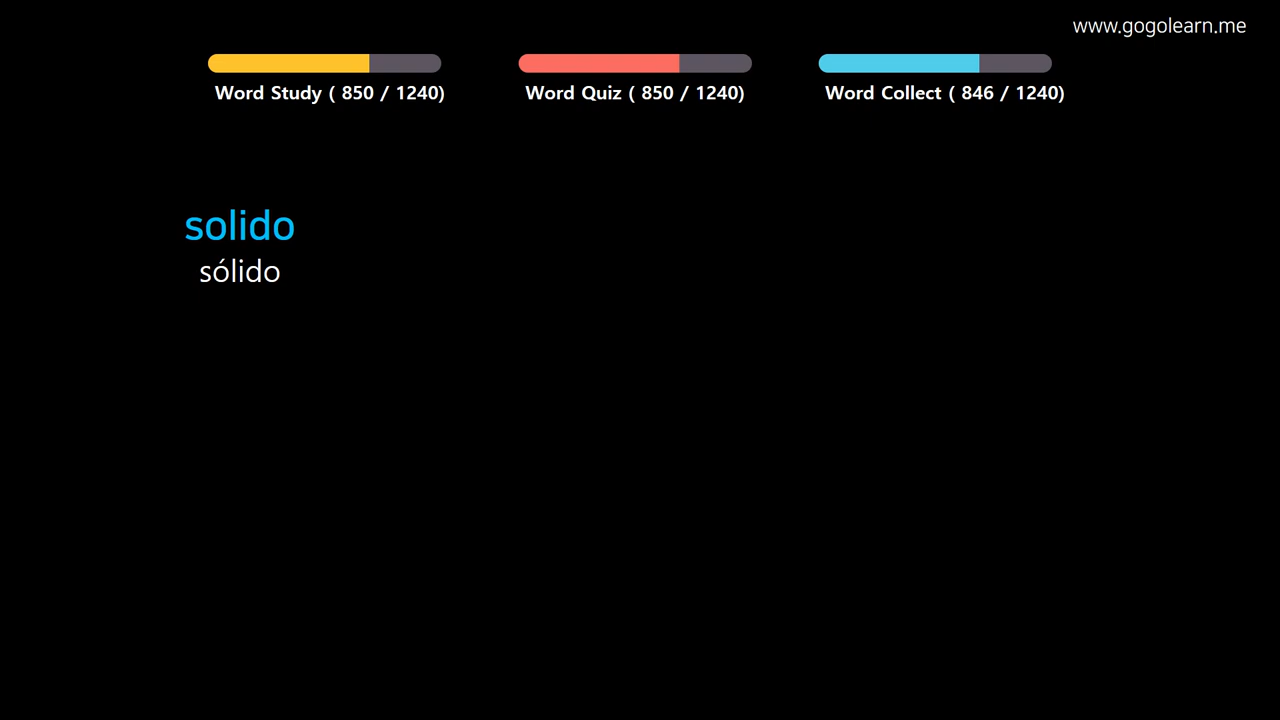 www.gogolearn.me
Word Study ( 850 / 1240)
Word Quiz ( 850 / 1240)
Word Collect ( 846 / 1240)
solido
sólido